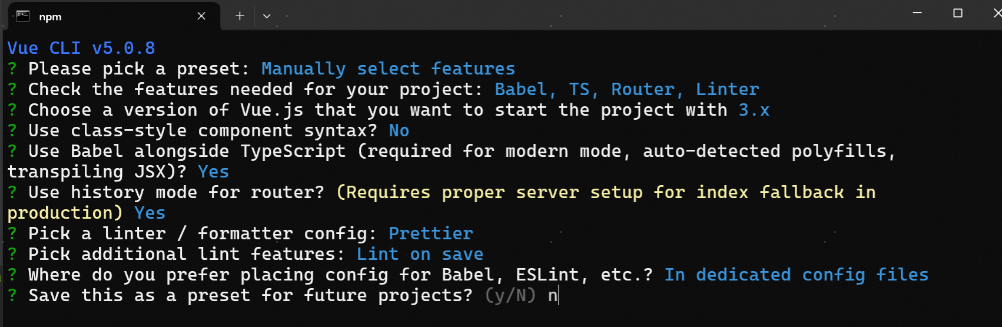 npm
Vue CLI v5.0.8
? Please pick a preset: Manually select features
? Check the features needed for your project: Babel, TS, Router, Linter
? Choose a version of Vue.js that you want to start the project with 3.x
? Use class-style component syntax? No
? Use Babel alongside TypeScript (required for modern mode, auto-detected polyfills,
transpiling JSX)? Yes
? Use history mode for router? (Requires proper server setup for index fallback in
production) Yes
? Pick a linter / formatter config: Prettier
? Pick additional lint features: Lint on save
? Where do you prefer placing config for Babel, ESLint, etc.? In dedicated config files
? Save this as a preset for future projects? (y/N) n